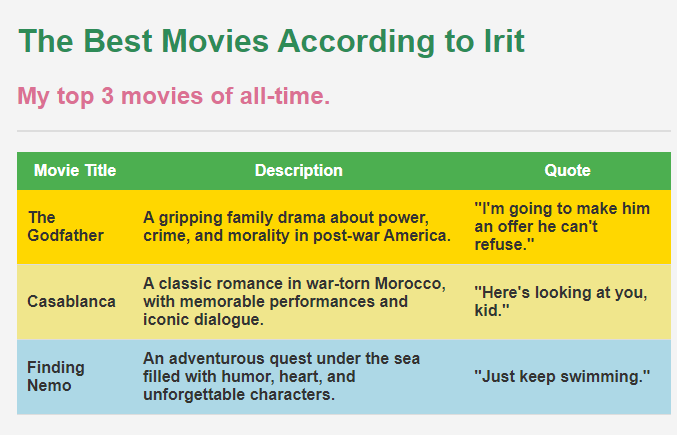 The Best Movies According to Irit
My top 3 movies of all-time.
Movie Title Description Quote
The
Godfather
A gripping family drama about power,
crime, and morality in post-war America.
"I'm going to make him
an offer he can't
refuse."
Casablanca
A classic romance in war-torn Morocco,
with memorable performances and
iconic dialogue.
"Here's looking at you,
kid."
Finding
Nemo
An adventurous quest under the sea
filled with humor, heart, and
unforgettable characters.
"Just keep swimming."